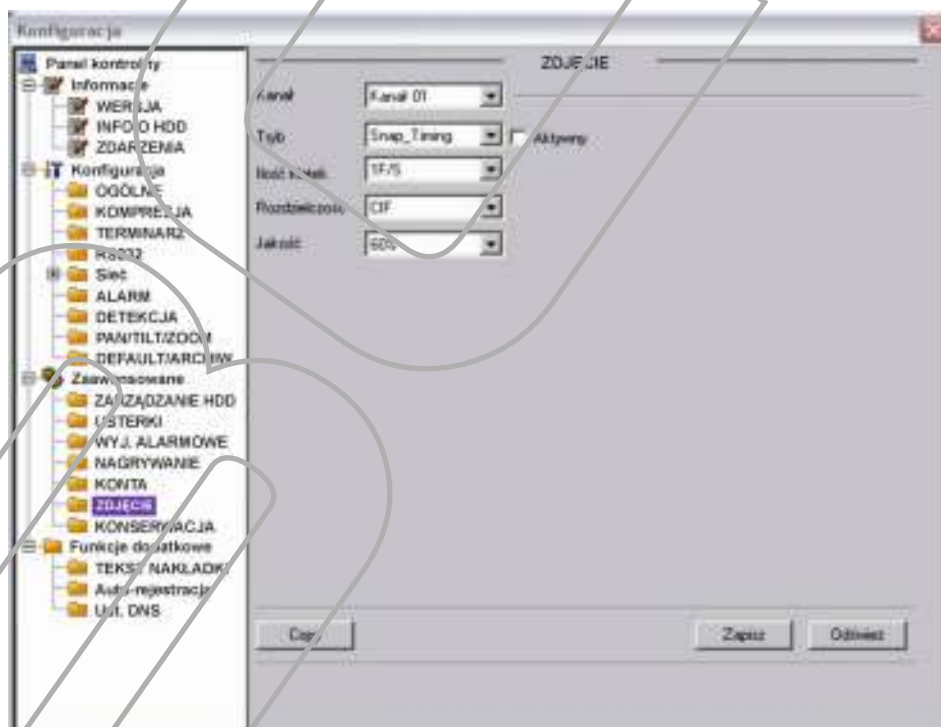 Konfiguracja
Panel kontrolny
Informacje
WERSJA
INFO O HDD
ZDARZENIA
Konfiguracja
OGÓLNE
KOMPRESJA
TERMINARZ
RS232
Sieć
ALARM
DETEKCJA
PAN/TILT/ZOOM
DEFAULT/ARCHIW
Zaawansowane
ZARZĄDZANIE HDD
USTERKI
WYJ. ALARMOWE
NAGRYWANIE
KONTA
ZDJĘCIE
KONSERWACJA
Funkcje dodatkowe
TEKST NAKŁADKI
Auto-rejestracja
Ust. DNS
ZDJĘCIE
Kanał Kanał 01
Tryb Snap_Timing Aktywny
Ilość klatek 1F/S
Rozdzielczość CIF
Jakość 60%
Copy Zapisz Odśwież